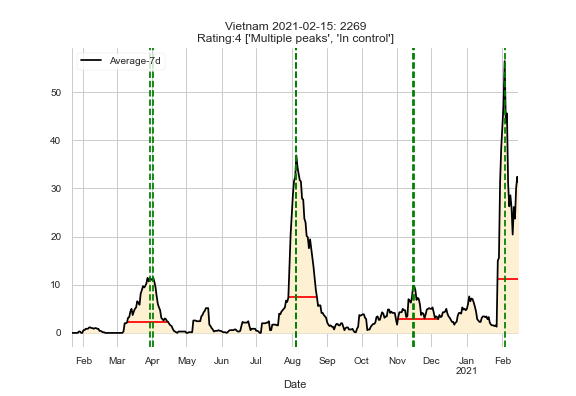 Vietnam 2021-02-15: 2269
Rating:4 ['Multiple peaks', 'In control']
Average-7d
50
40
30
20
10
0
Feb Mar Apr May Jun Jul Aug Sep Oct Nov Dec Jan Feb
2021
Date